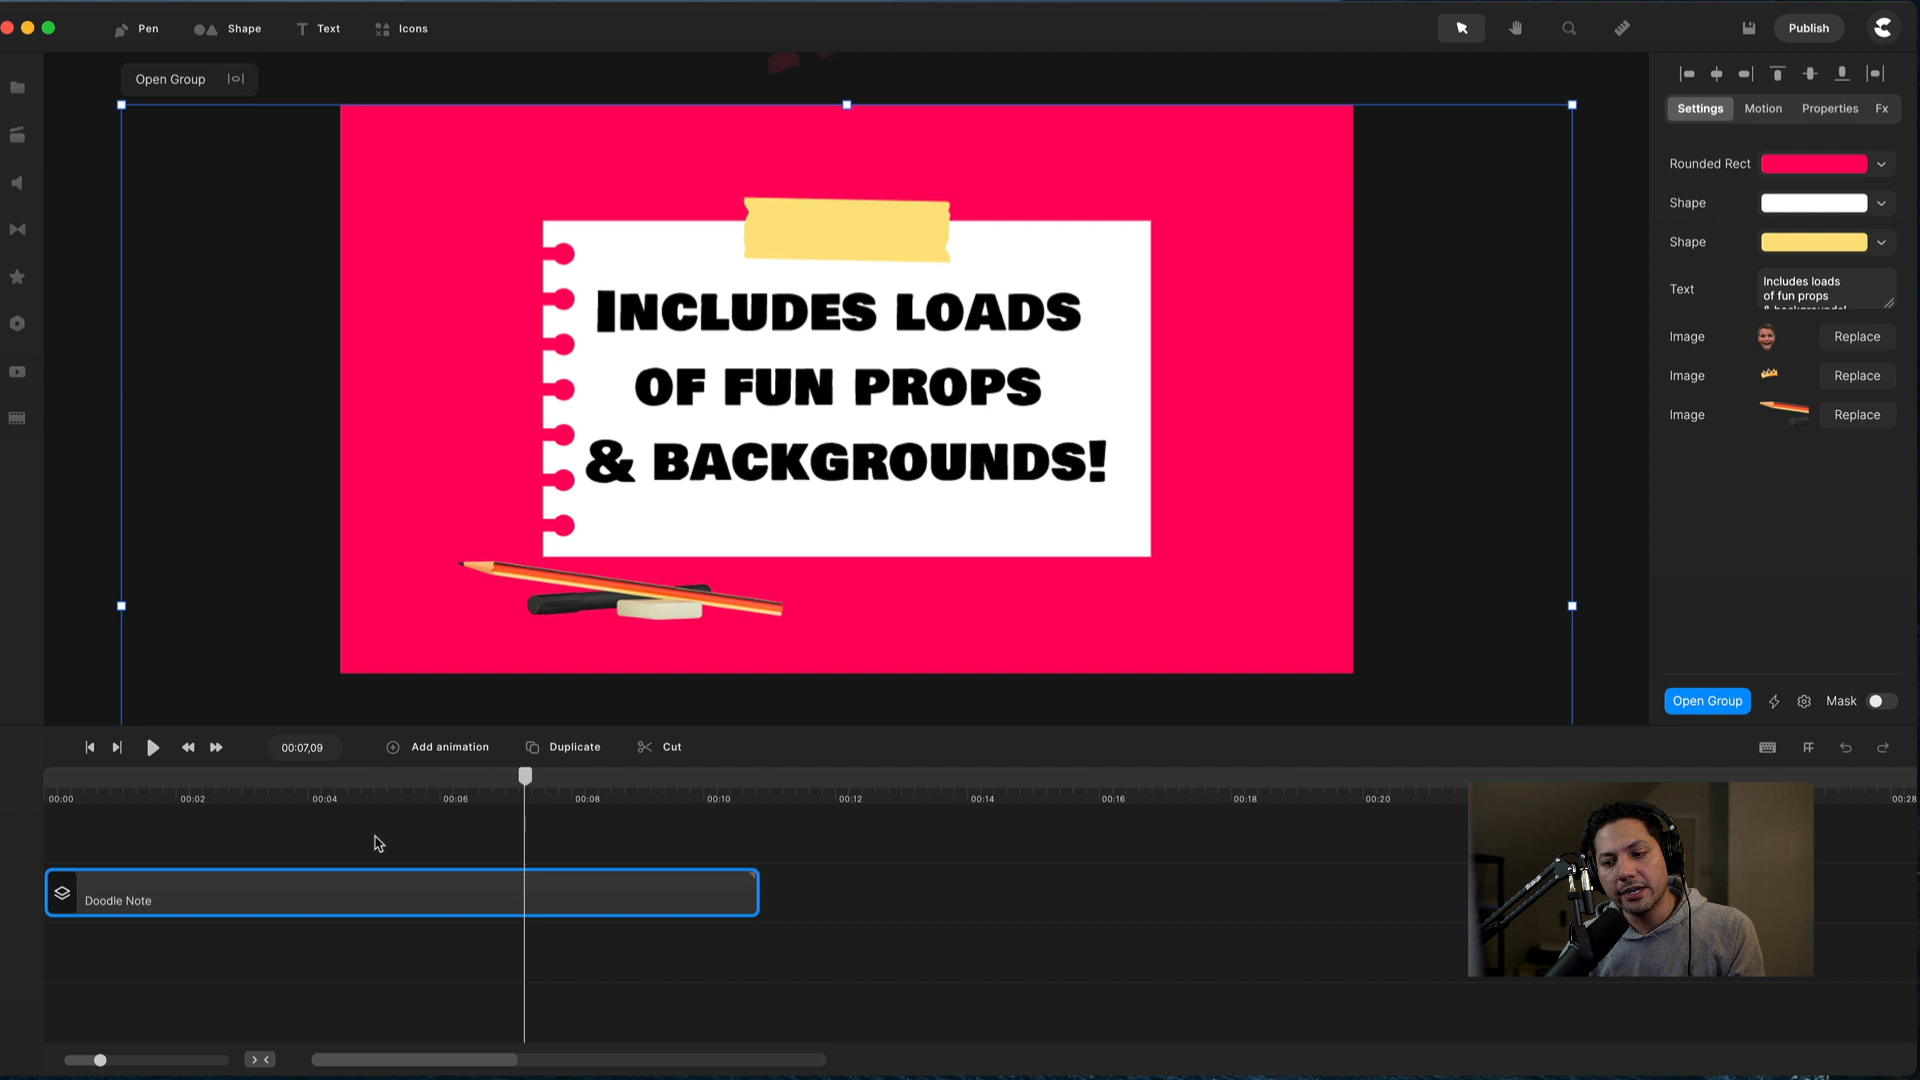 Pen
Shape
Text
Icons
Publish
Open Group
Settings
Motion
Properties
Fx
Rounded Rect
Shape
Shape
Text
Includes loads
of fun props
& backgrounds!
Image
Replace
Image
Replace
Image
Replace
INCLUDES LOADS
OF FUN PROPS
& BACKGROUNDS!
Open Group
Mask
00:07,09
Add animation
Duplicate
Cut
00:00
00:02
00:04
00:06
00:08
00:10
00:12
00:14
00:16
00:18
00:20
00:28
Doodle Note